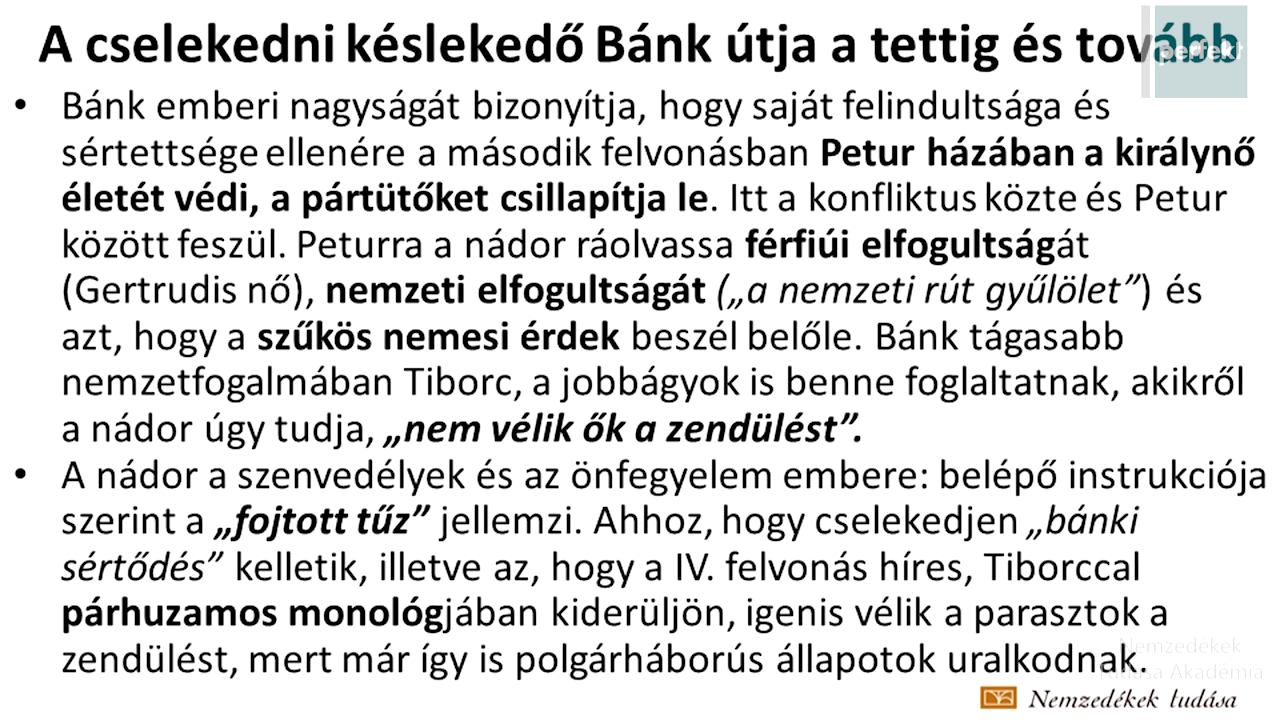 A cselekedni késlekedő Bánk útja a tettig és tovább
perfekt
• Bánk emberi nagyságát bizonyítja, hogy saját felindultsága és
sértettsége ellenére a második felvonásban Petur házában a királynő
életét védi, a pártütőket csillapítja le. Itt a konfliktus közte és Petur
között feszül. Peturra a nádor ráolvassa férfiúi elfogultságát
(Gertrudis nő), nemzeti elfogultságát („a nemzeti rút gyűlölet”) és
azt, hogy a szűkös nemesi érdek beszél belőle. Bánk tágasabb
nemzetfogalmában Tiborc, a jobbágyok is benne foglaltatnak, akikről
a nádor úgy tudja, „nem vélik ők a zendülést”.
• A nádor a szenvedélyek és az önfegyelem embere: belépő instrukciója
szerint a „fojtott tűz” jellemzi. Ahhoz, hogy cselekedjen „bánki
sértődés” kelletik, illetve az, hogy a IV. felvonás híres, Tiborccal
párhuzamos monológjában kiderüljön, igenis vélik a parasztok a
zendülést, mert már így is polgárháborús állapotok uralkodnak.
Nemzedékek
Tudása Akadémia
Nemzedékek tudása